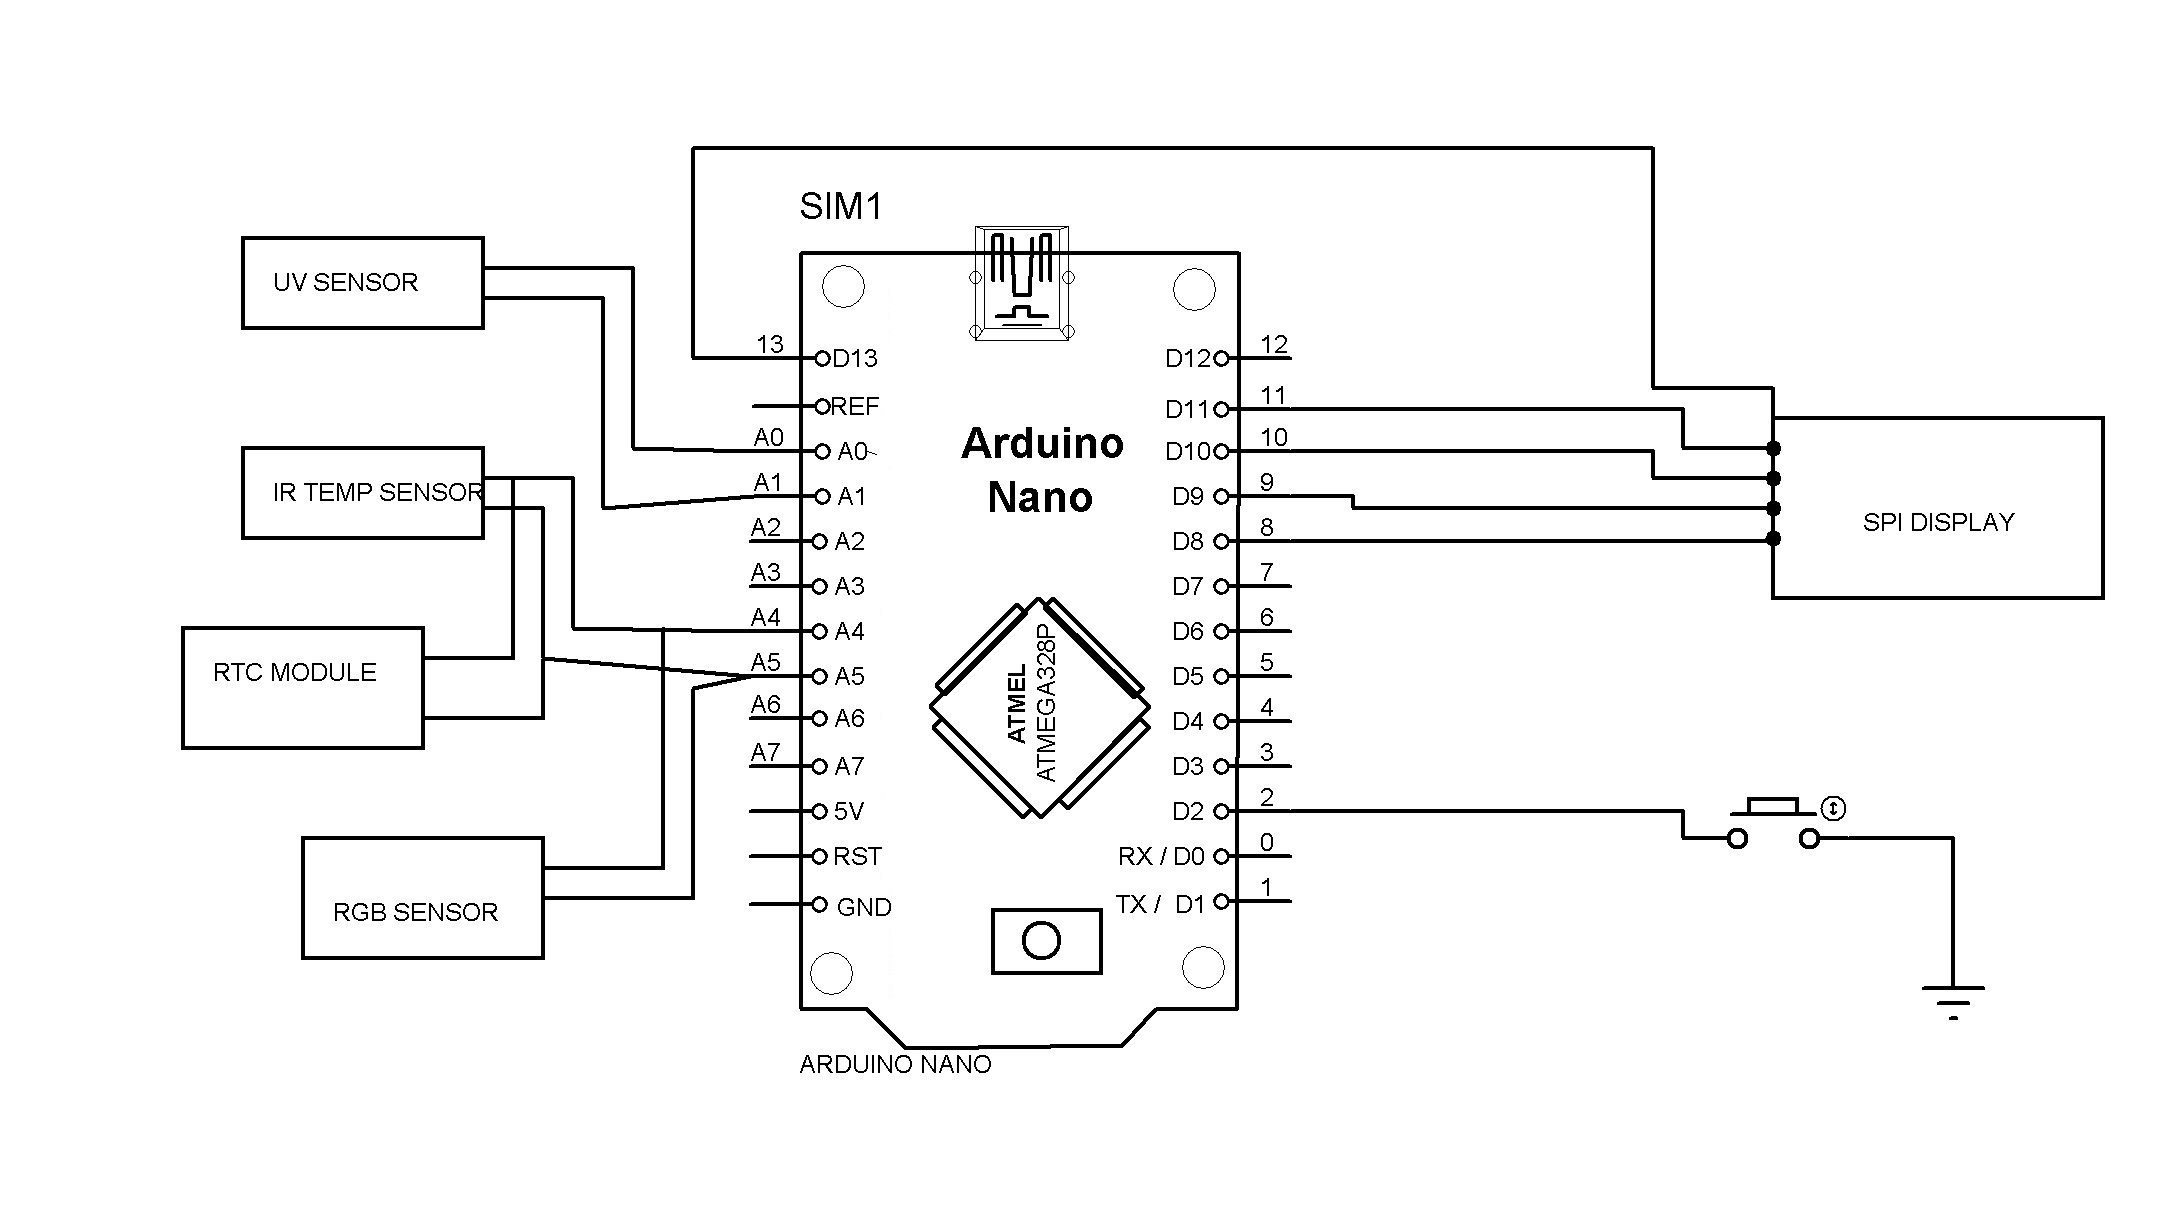 SIM1
UV SENSOR
13
D13
D12
12
REF
D11
11
A0
A0
Arduino
D10
10
A1
A1
Nano
D9
9
IR TEMP SENSOR
SPI DISPLAY
A2
A2
D8
8
A3
A3
D7
7
A4
A4
D6
6
RTC MODULE
A5
A5
ATMEL
ATMEGA328P
D5
5
A6
A6
D4
4
A7
A7
D3
3
5V
D2
2
RST
RX / D0
0
RGB SENSOR
GND
TX / D1
1
ARDUINO NANO